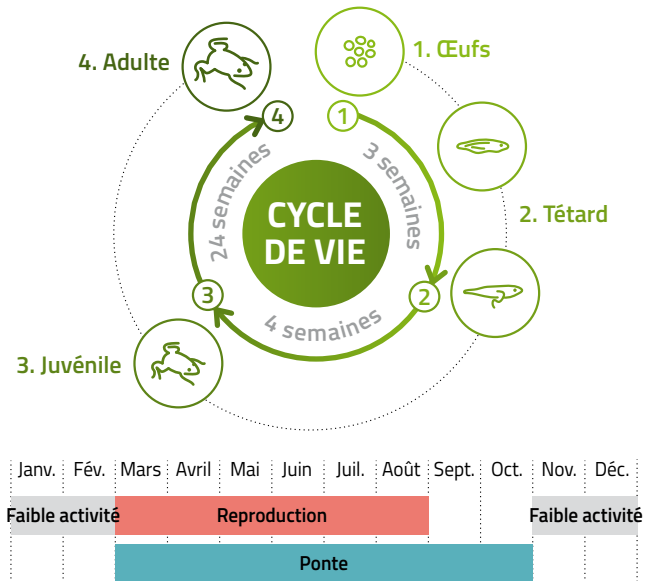 4. Adulte
1. Œufs
4
1
3 semaines
24 semaines
CYCLE
DE VIE
2. Tétard
3
2
4 semaines
3. Juvénile
Janv. Fév. Mars Avril Mai Juin Juil. Août Sept. Oct. Nov. Déc.
Faible activité Reproduction Faible activité
Ponte